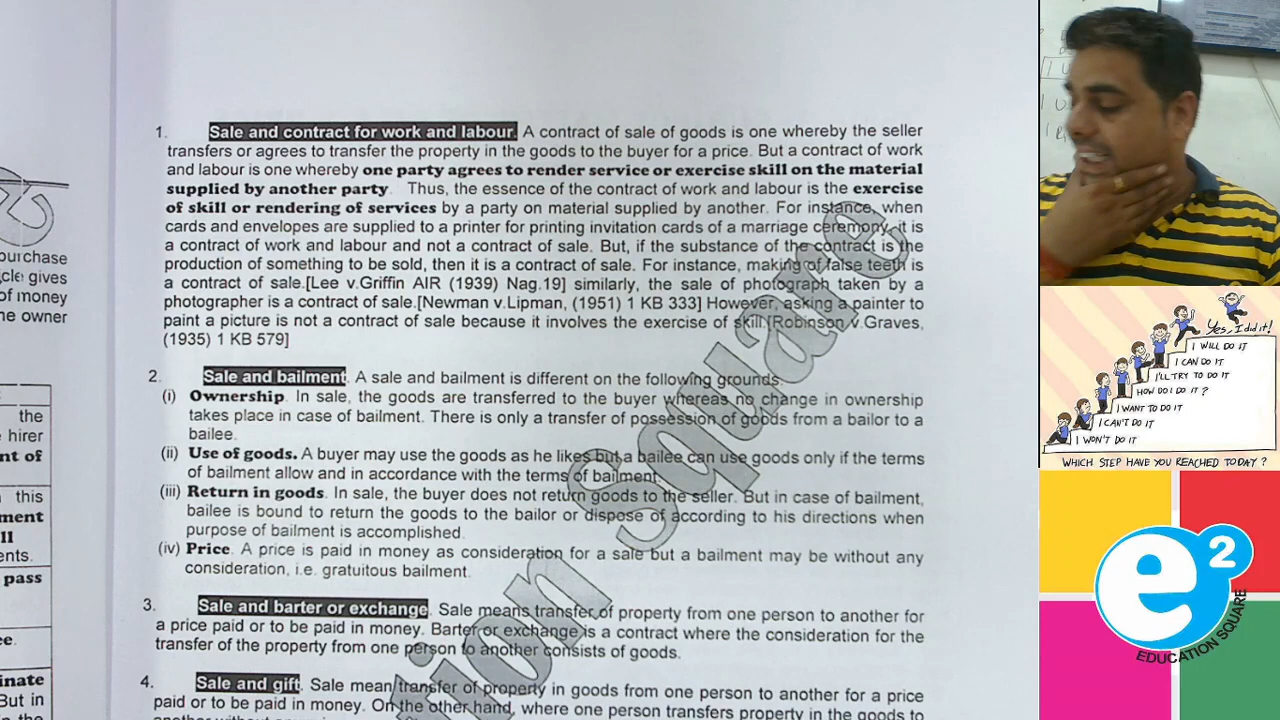 1. Sale and contract for work and labour. A contract of sale of goods is one whereby the seller
transfers or agrees to transfer the property in the goods to the buyer for a price. But a contract of work
and labour is one whereby one party agrees to render service or exercise skill on the material
supplied by another party Thus, the essence of the contract of work and labour is the exercise
of skill or rendering of services by a party on material supplied by another. For instance, when
cards and envelopes are supplied to a printer for printing invitation cards of a marriage ceremony, it is
a contract of work and labour and not a contract of sale. But, if the substance of the contract is the
production of something to be sold, then it is a contract of sale. For instance, making of false teeth is
a contract of sale.[Lee v.Griffin AIR (1939) Nag.19] similarly, the sale of photograph taken by a
photographer is a contract of sale.[Newman v.Lipman, (1951) 1 KB 333] However, asking a painter to
paint a picture is not a contract of sale because it involves the exercise of skill.[Robinson v.Graves,
(1935) 1 KB 579]
2. Sale and bailment. A sale and bailment is different on the following grounds.
(i) Ownership. In sale, the goods are transferred to the buyer whereas no change in ownership
takes place in case of bailment. There is only a transfer of possession of goods from a bailor to a
bailee.
(ii) Use of goods. A buyer may use the goods as he likes but a bailee can use goods only if the terms
of bailment allow and in accordance with the terms of bailment.
(iii) Return in goods. In sale, the buyer does not return goods to the seller. But in case of bailment,
bailee is bound to return the goods to the bailor or dispose of according to his directions when
purpose of bailment is accomplished.
(iv) Price. A price is paid in money as consideration for a sale but a bailment may be without any
consideration, i.e. gratuitous bailment.
3. Sale and barter or exchange. Sale means transfer of property from one person to another for
a price paid or to be paid in money. Barter or exchange is a contract where the consideration for the
transfer of the property from one person to another consists of goods.
4. Sale and gift. Sale mean transfer of property in goods from one person to another for a price
paid or to be paid in money. On the other hand, where one person transfers property in the goods to
gives
of money
the owner
the
hirer
this
pass
But in
Square
Yes, I did it!
I WILL DO IT
I CAN DO IT
I'LL TRY TO DO IT
HOW DO I DO IT?
I WANT TO DO IT
I CAN'T DO IT
I WON'T DO IT
WHICH STEP HAVE YOU REACHED TODAY?
e2
EDUCATION SQUARE